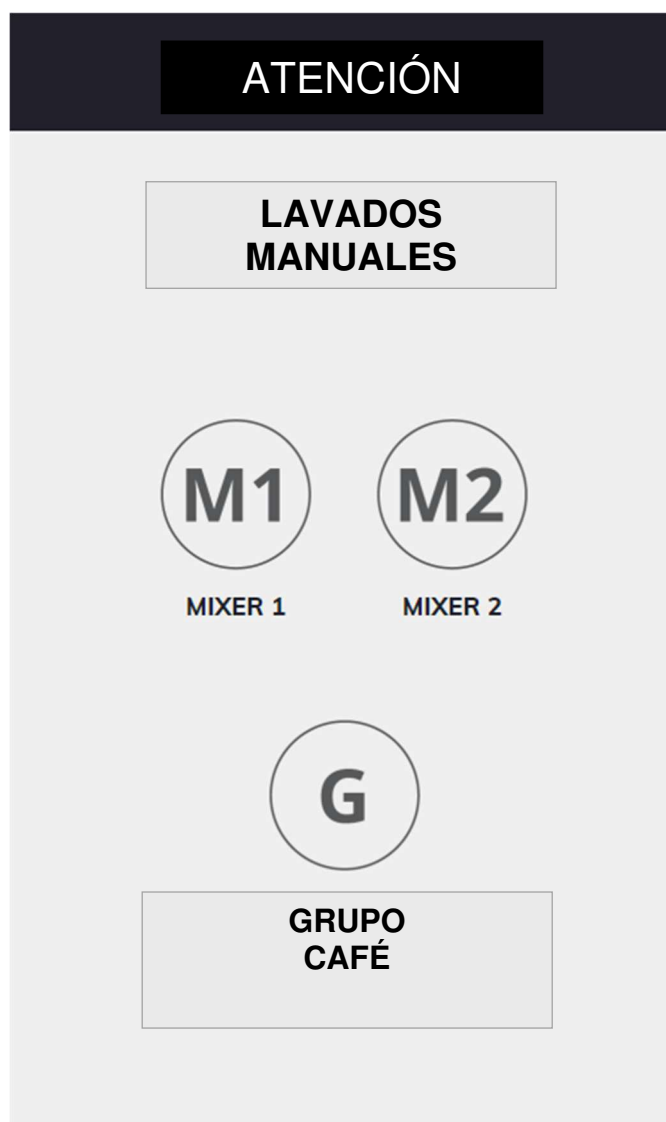 ATENCIÓN
LAVADOS
MANUALES
M1 M2
MIXER 1 MIXER 2
G
GRUPO
CAFÉ